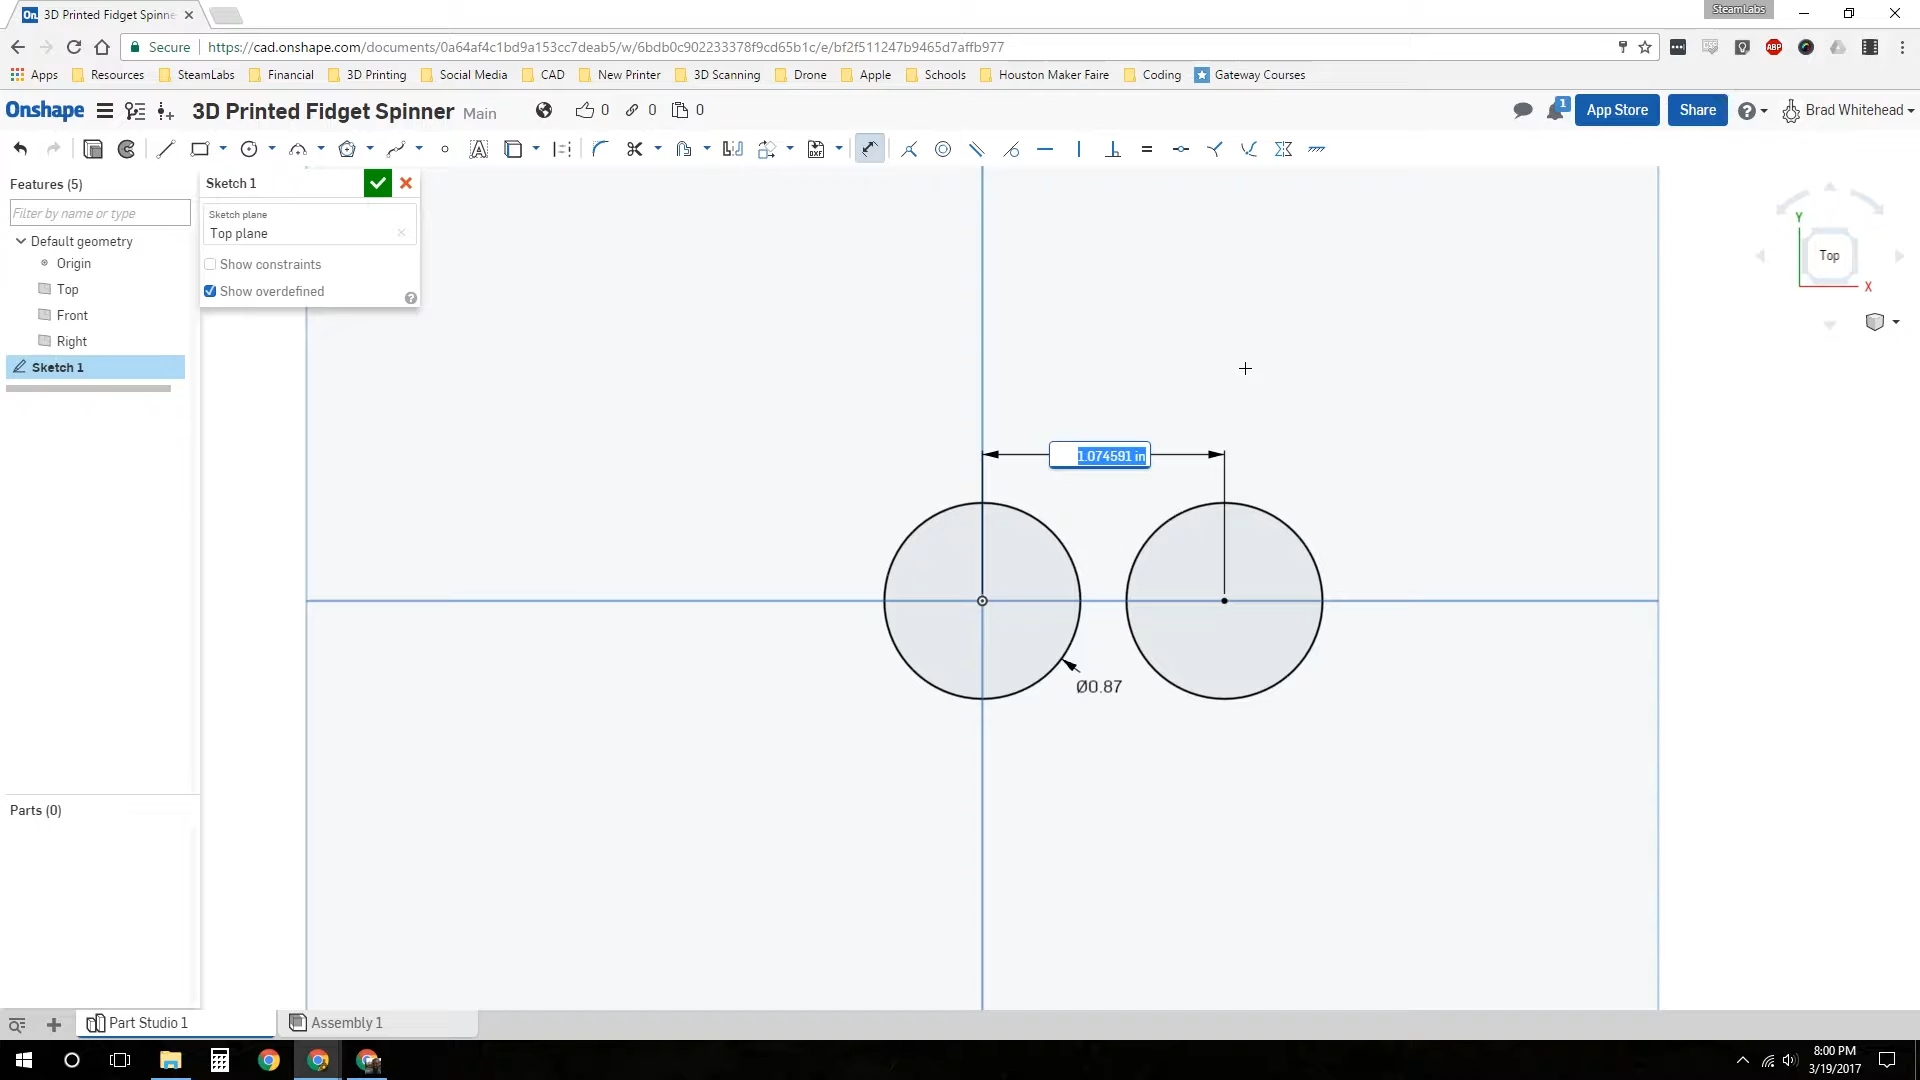 On 3D Printed Fidget Spinne
SteamLabs
Secure
https://cad.onshape.com/documents/0a64af4c1bd9a153cc7deab5/w/6bdb0c902233378f9cd65b1c/e/bf2f511247b9465d7affb977
ABP
Apps Resources SteamLabs Financial 3D Printing Social Media CAD New Printer 3D Scanning Drone Apple Schools Houston Maker Faire Coding Gateway Courses
Onshape 3D Printed Fidget Spinner Main 0 0 0 1 App Store Share Brad Whitehead
DXF
Features (5)
Filter by name or type
Default geometry
Origin
Top
Front
Right
Sketch 1
Sketch 1
Sketch plane
Top plane
Show constraints
Show overdefined
Y
Top
X
1.074591 in
Ø0.87
Parts (0)
Part Studio 1 Assembly 1
8:00 PM
3/19/2017